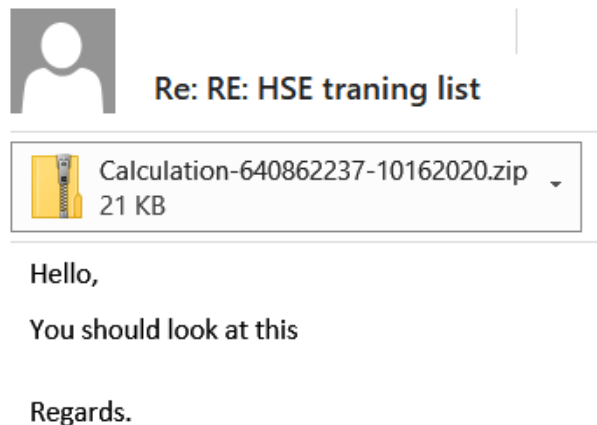 Re: RE: HSE traning list
Calculation-640862237-10162020.zip
21 KB
Hello,
You should look at this
Regards.